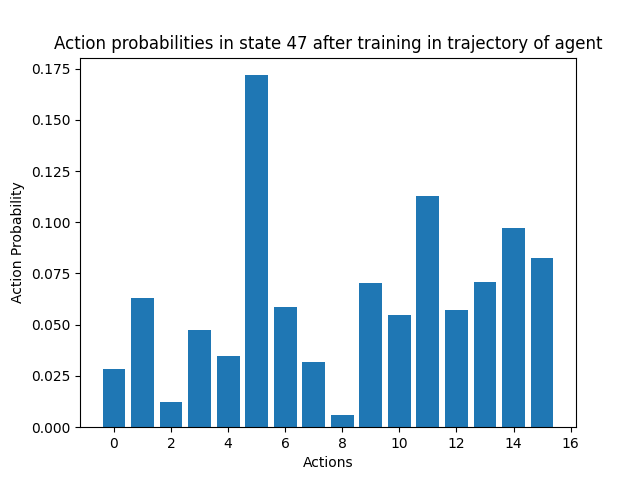 Action probabilities in state 47 after training in trajectory of agent
0.175
0.150
0.125
0.100
0.075
0.050
0.025
0.000
Action Probability
0 2 4 6 8 10 12 14 16
Actions